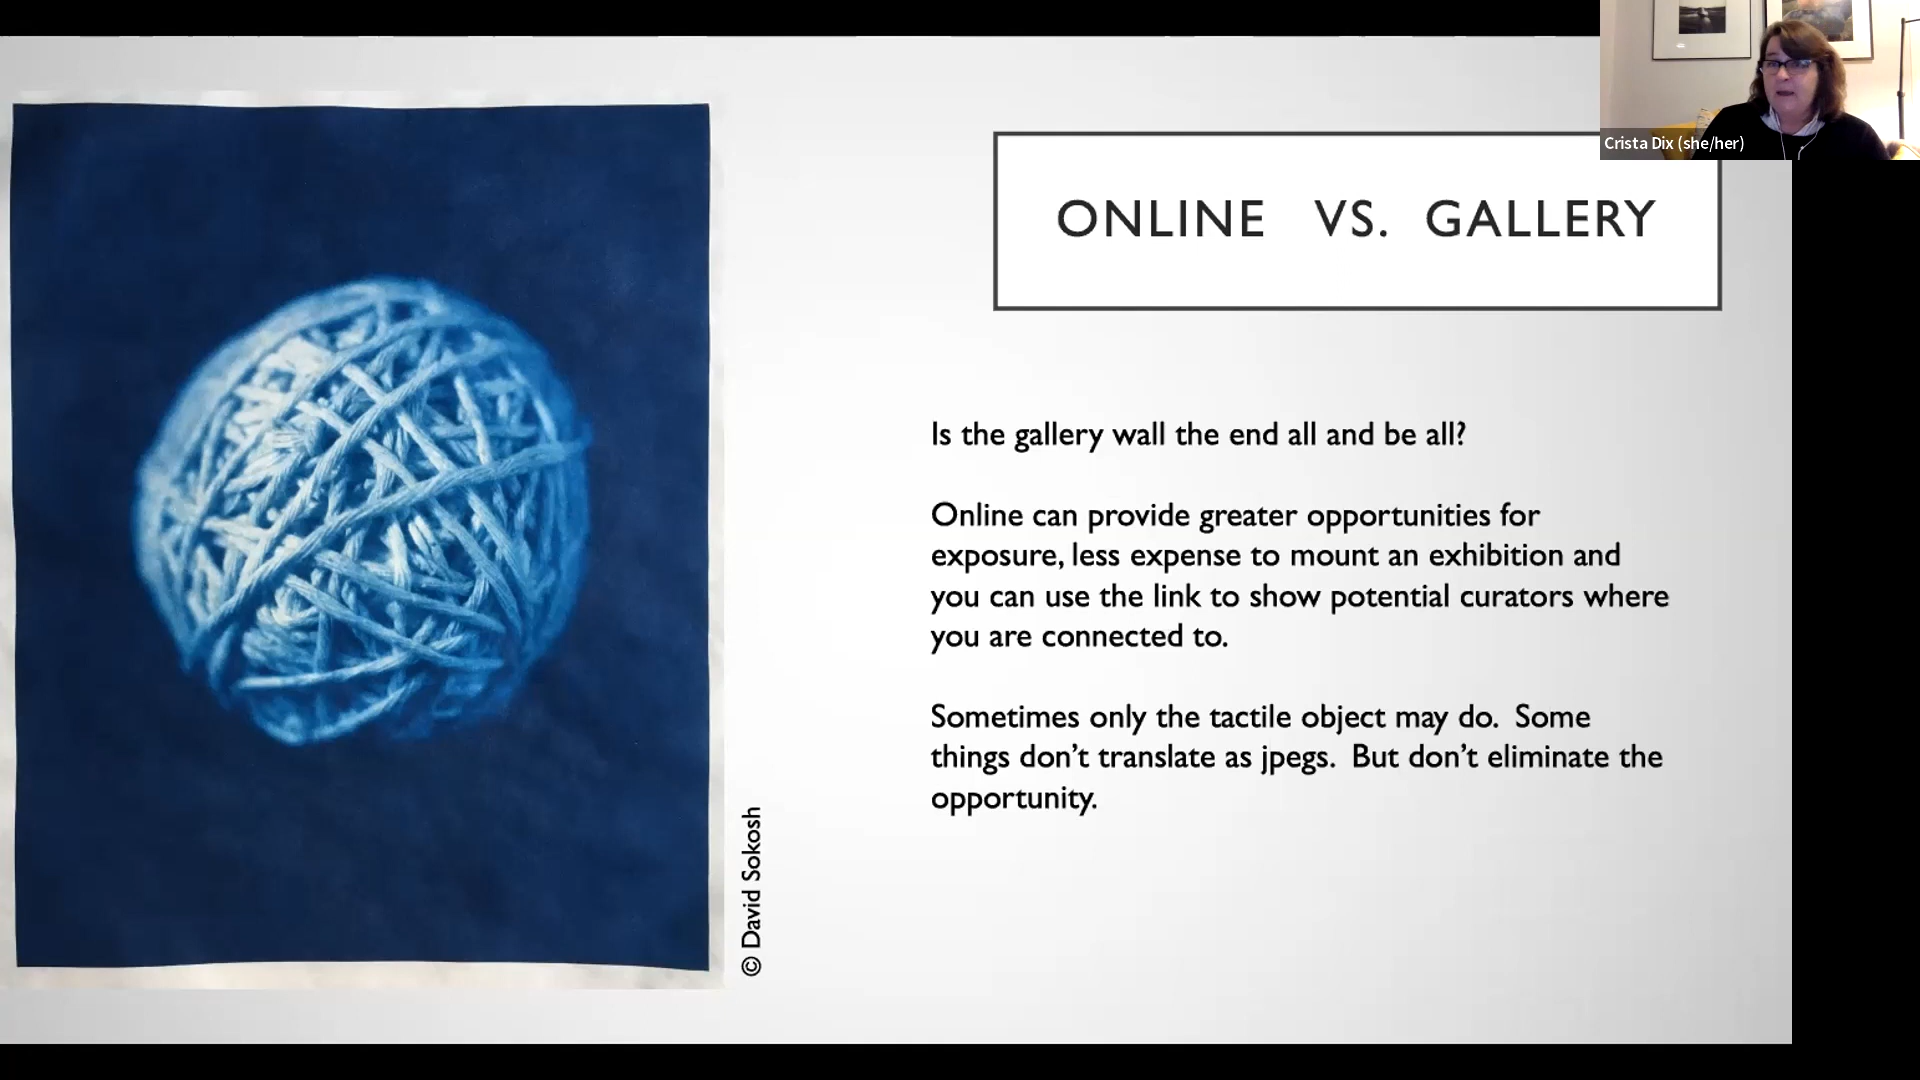 Crista Dix (she/her)
ONLINE VS. GALLERY
Is the gallery wall the end all and be all?
Online can provide greater opportunities for
exposure, less expense to mount an exhibition and
you can use the link to show potential curators where
you are connected to.
Sometimes only the tactile object may do. Some
things don’t translate as jpegs. But don’t eliminate the
opportunity.
© David Sokosh